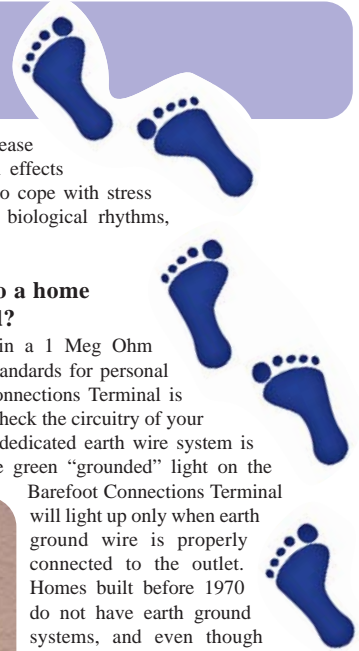 ease
effects
o cope with stress
biological rhythms,
o a home
?
in a 1 Meg Ohm
andards for personal
onnections Terminal is
heck the circuitry of your
dedicated earth wire system is
e green “grounded” light on the
Barefoot Connections Terminal
will light up only when earth
ground wire is properly
connected to the outlet.
Homes built before 1970
do not have earth ground
systems, and even though